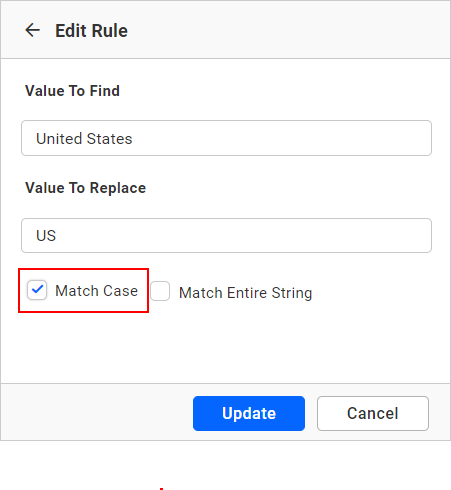 Edit Rule
Value To Find
United States
Value To Replace
US
Match Case Match Entire String
Update Cancel